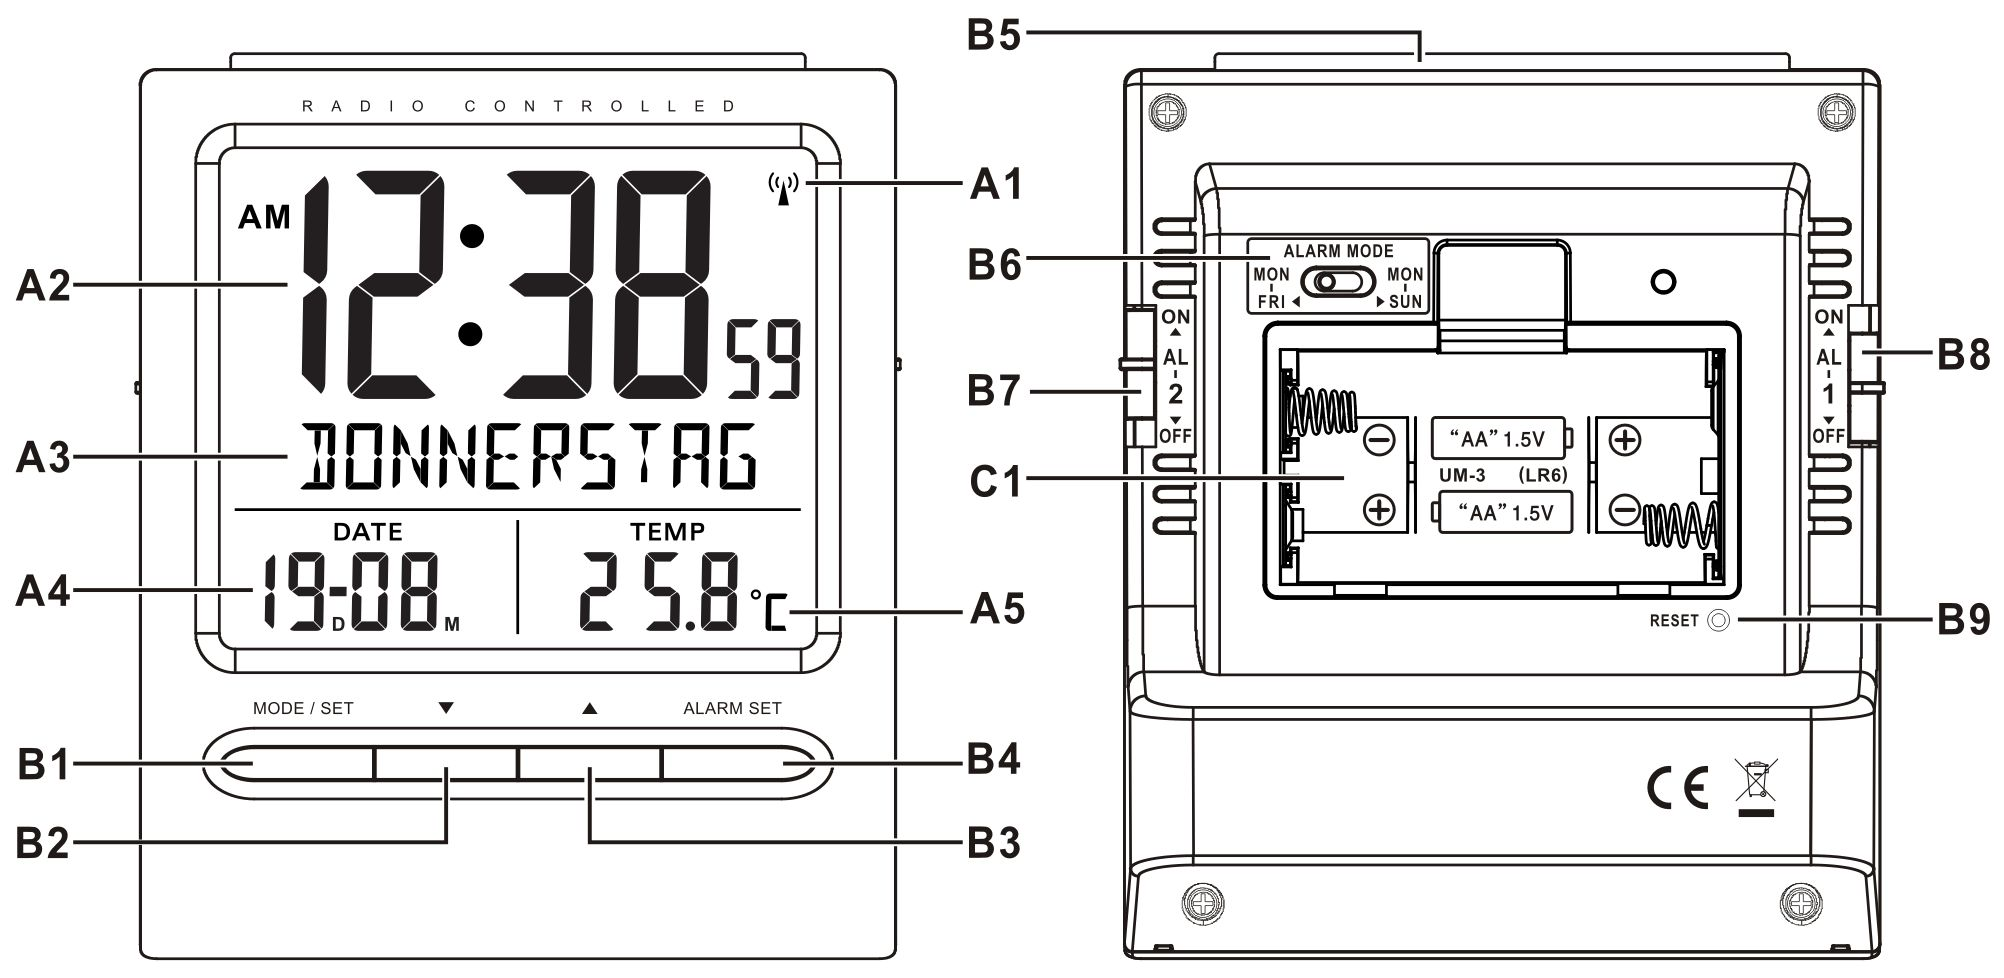 RADIO CONTROLLED
AM 12:38 59
DONNERSTAG
DATE
19-08
D M
TEMP
25.8 °C
MODE / SET ▼ ▲ ALARM SET
A1
A2
A3
A4
A5
B1
B2
B3
B4
B5
B6
B7
C1
B8
B9
ALARM MODE
MON - FRI ◀
MON - SUN ▶
ON
▲
AL - 2
▼
OFF
ON
▲
AL - 1
▼
OFF
− “AA” 1.5V +
UM-3 (LR6)
+ “AA” 1.5V −
RESET
CE